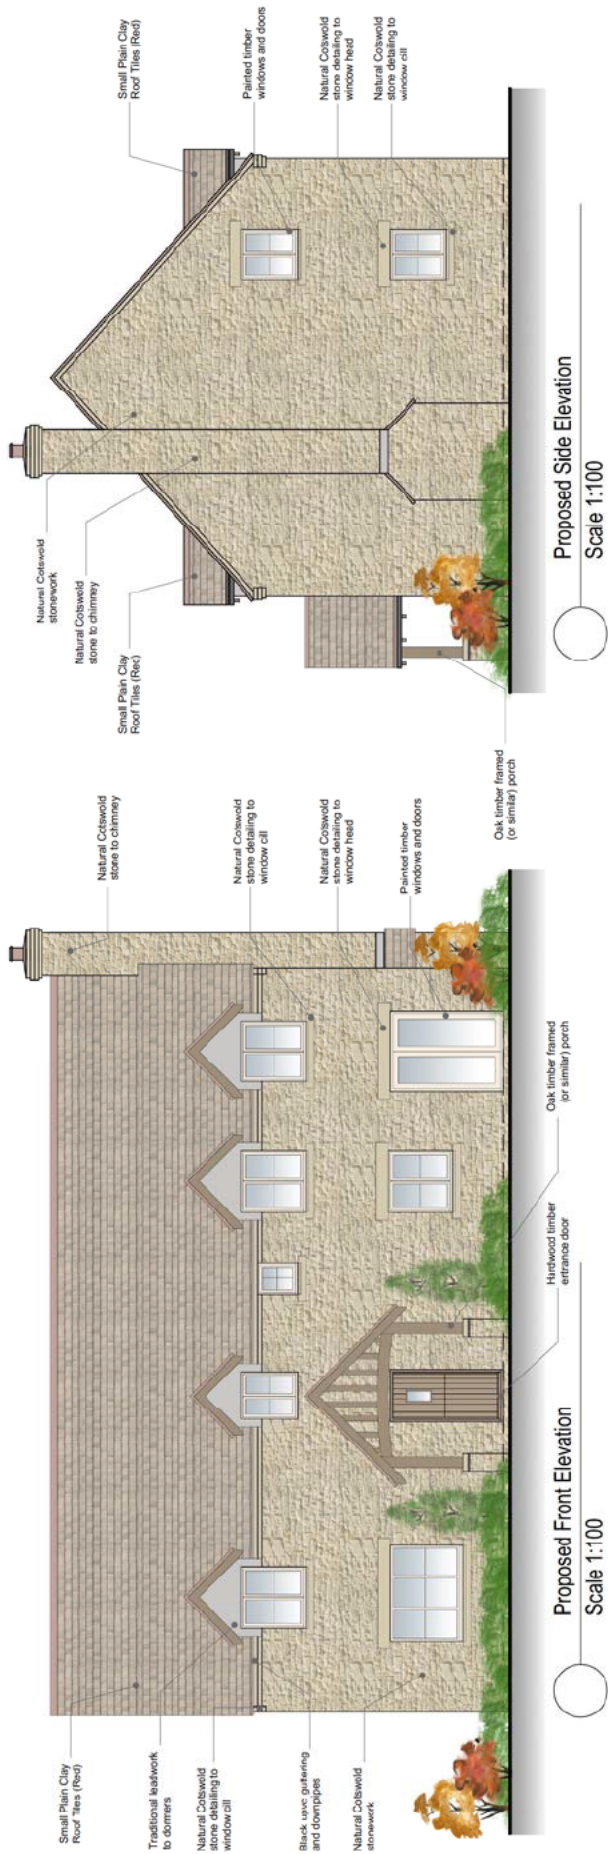 Small Plain Clay
Roof Tiles (Red)
Traditional leadwork
to dormers
Natural Cotswold
stone detailing to
window cill
Black upvc guttering
and downpipes
Natural Cotswold
stonework
Natural Cotswold
stone to chimney
Natural Cotswold
stone detailing to
window cill
Natural Cotswold
stone detailing to
window head
Painted timber
windows and doors
Oak timber framed
(or similar) porch
Hardwood timber
entrance door
Proposed Front Elevation
Scale 1:100
Natural Cotswold
stonework
Natural Cotswold
stone to chimney
Small Plain Clay
Roof Tiles (Red)
Oak timber framed
(or similar) porch
Small Plain Clay
Roof Tiles (Red)
Painted timber
windows and doors
Natural Cotswold
stone detailing to
window head
Natural Cotswold
stone detailing to
window cill
Proposed Side Elevation
Scale 1:100